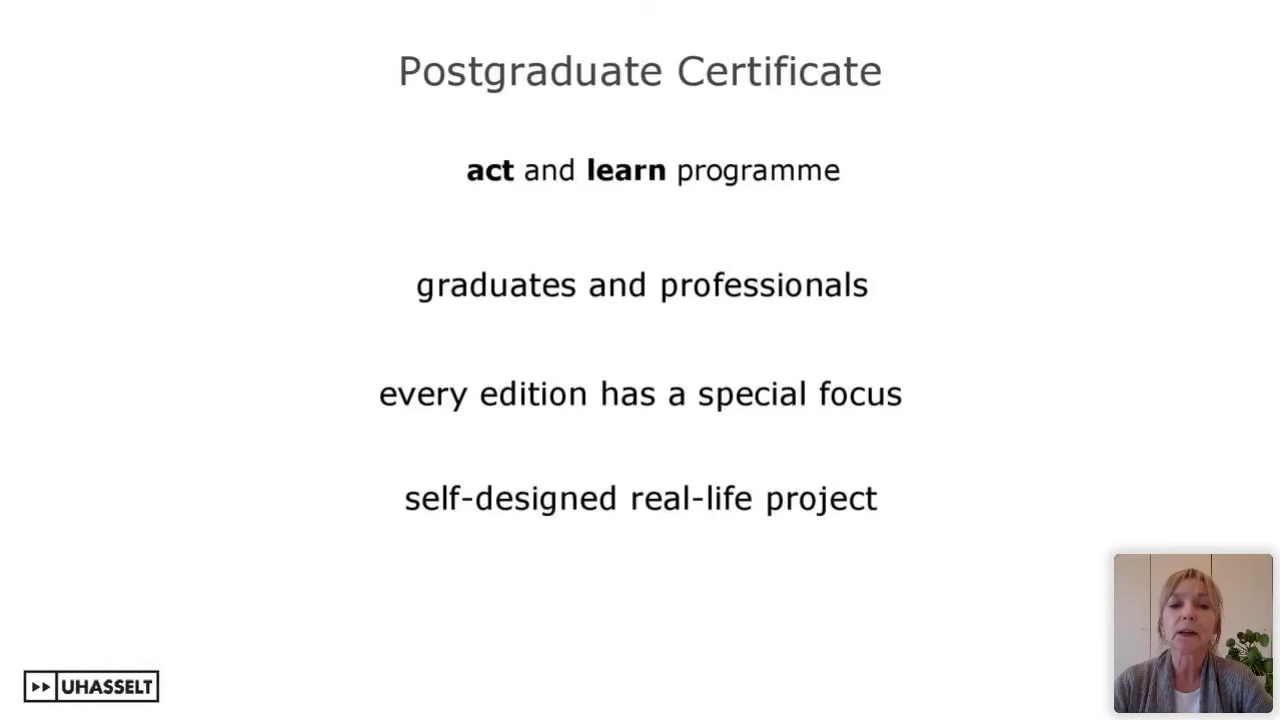 Postgraduate Certificate
act and learn programme
graduates and professionals
every edition has a special focus
self-designed real-life project
UHASSELT